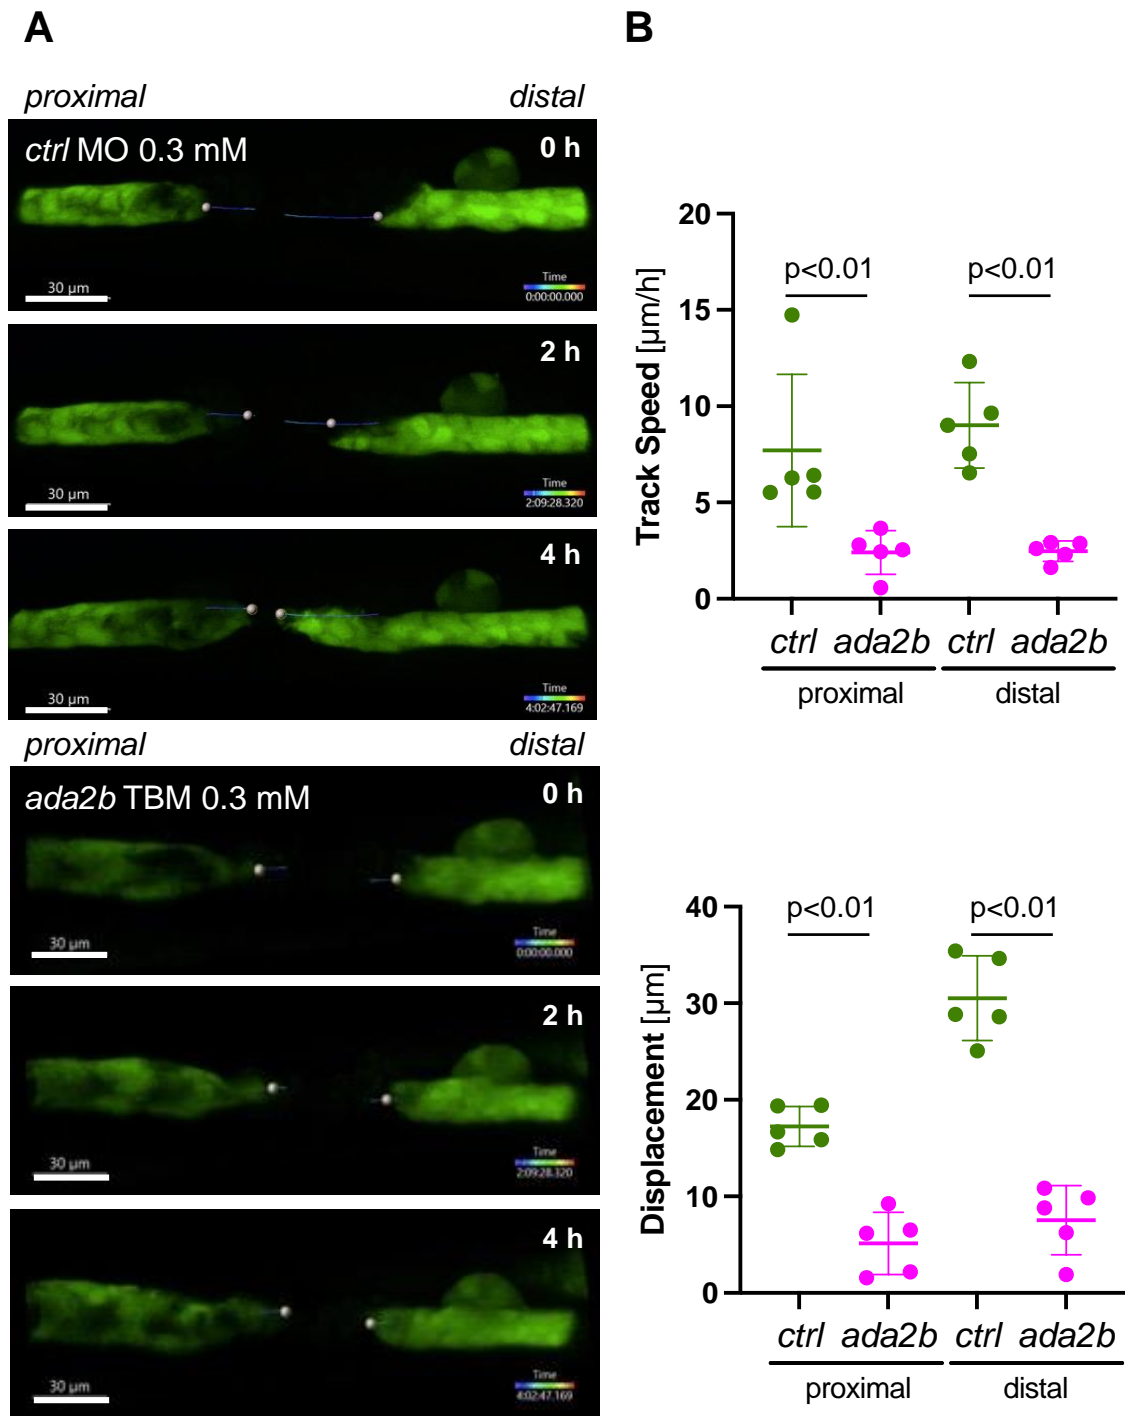 A
proximal distal
ctrl MO 0.3 mM 0 h
30 µm
Time
0:00:00.000
2 h
30 µm
Time
2:09:28.320
4 h
30 µm
Time
4:02:47.169
proximal distal
ada2b TBM 0.3 mM 0 h
30 µm
Time
0:00:00.000
2 h
30 µm
Time
2:09:28.320
4 h
30 µm
Time
4:02:47.169
B
Track Speed [µm/h]
20
15
10
5
0
p<0.01 p<0.01
ctrl ada2b ctrl ada2b
proximal distal
Displacement [µm]
40
30
20
10
0
p<0.01 p<0.01
ctrl ada2b ctrl ada2b
proximal distal